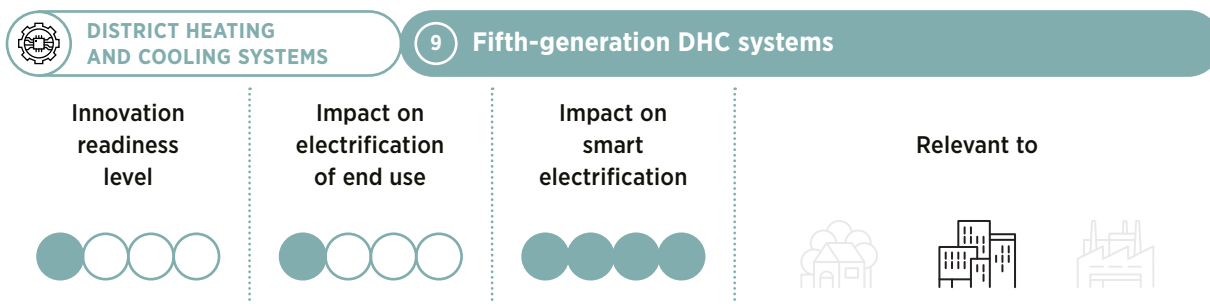 DISTRICT HEATING
AND COOLING SYSTEMS
9 Fifth-generation DHC systems
Innovation
readiness
level
Impact on
electrification
of end use
Impact on
smart
electrification
Relevant to